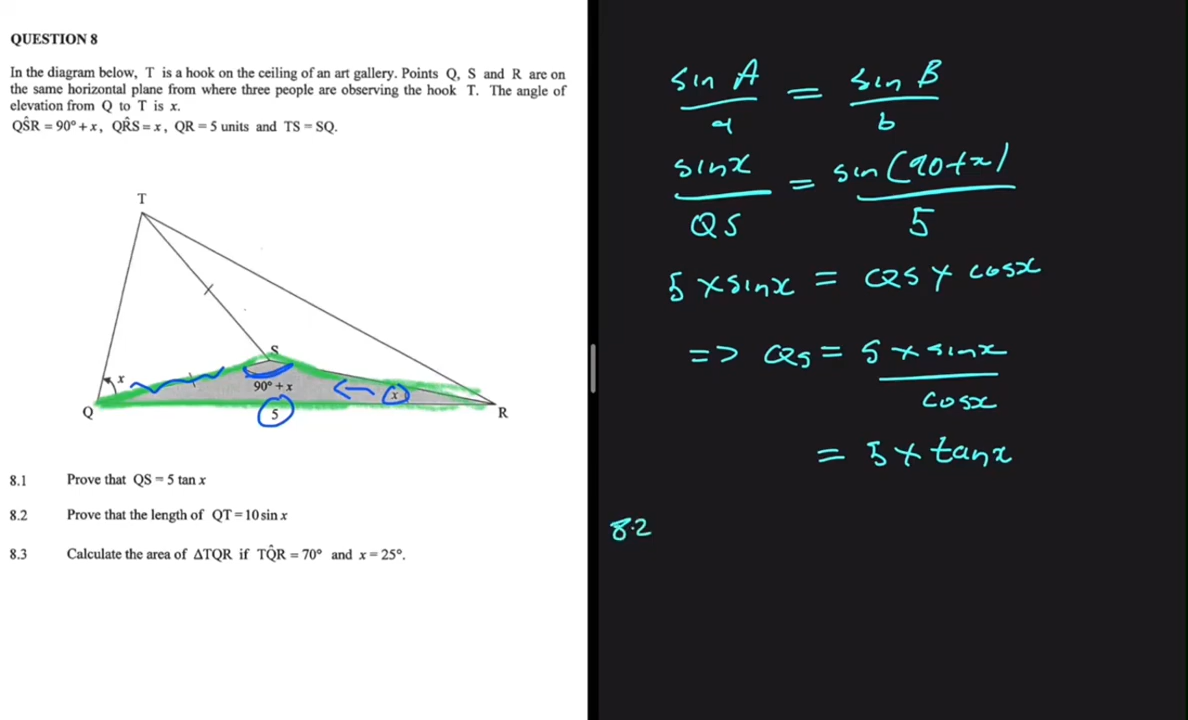 QUESTION 8
In the diagram below, T is a hook on the ceiling of an art gallery. Points Q, S and R are on
the same horizontal plane from where three people are observing the hook T. The angle of
elevation from Q to T is x.
QŜR = 90° + x, QR̂S = x, QR = 5 units and TS = SQ.
T
S
x
90° + x
x
Q
5
R
8.1 Prove that QS = 5 tan x
8.2 Prove that the length of QT = 10 sin x
8.3 Calculate the area of ΔTQR if TQ̂R = 70° and x = 25°.
sin A / a = sin B / b
sin x / QS = sin (90 + x) / 5
5 × sin x = QS × cos x
=> QS = 5 × sin x / cos x
= 5 × tan x
8.2